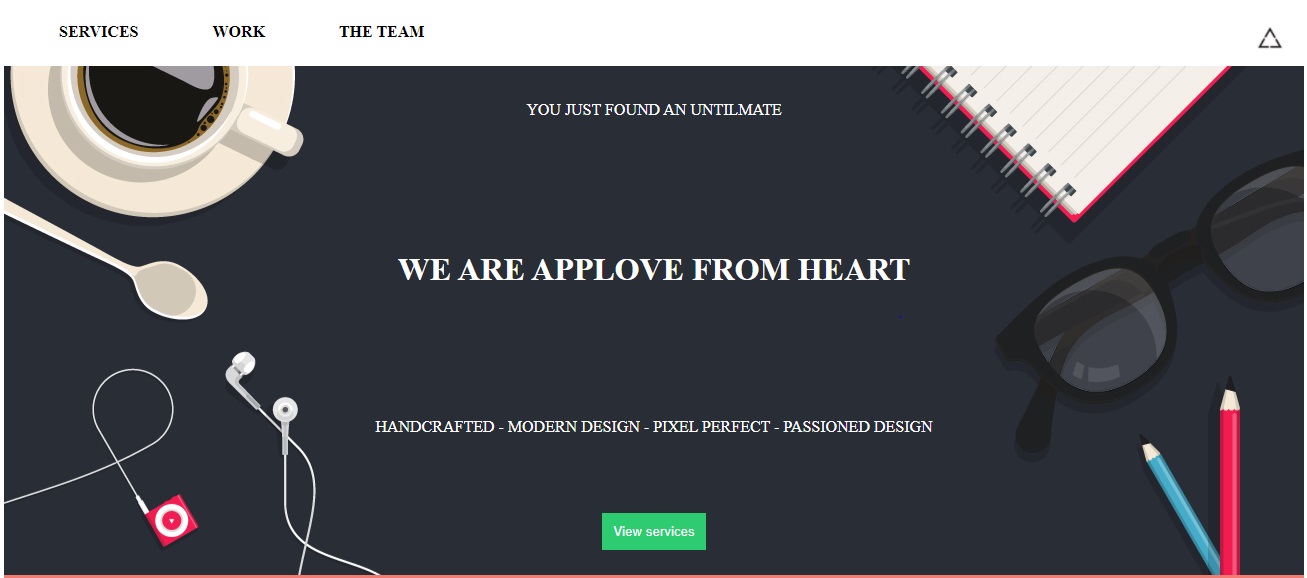 SERVICES WORK THE TEAM
YOU JUST FOUND AN UNTILMATE
WE ARE APPLOVE FROM HEART
HANDCRAFTED - MODERN DESIGN - PIXEL PERFECT - PASSIONED DESIGN
View services